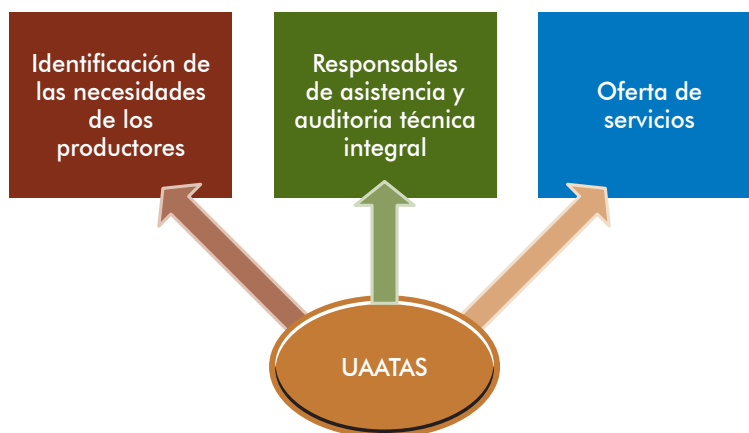 Identificación de
las necesidades
de los
productores
Responsables
de asistencia y
auditoria técnica
integral
Oferta de
servicios
UAATAS